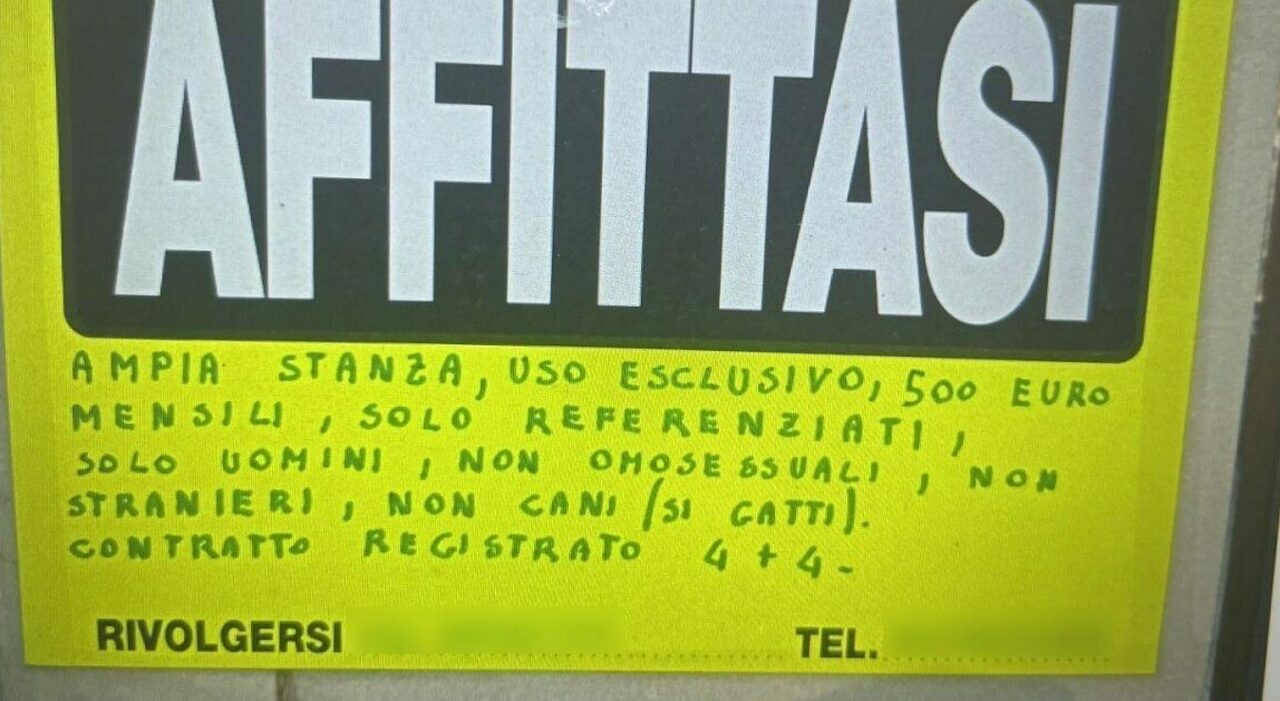 AFFITTASI
AMPIA STANZA, USO ESCLUSIVO, 500 EURO
MENSILI, SOLO REFERENZIATI,
SOLO UOMINI, NON OMOSESSUALI, NON
STRANIERI, NON CANI (SI GATTI).
CONTRATTO REGISTRATO 4+4-
RIVOLGERSI TEL.